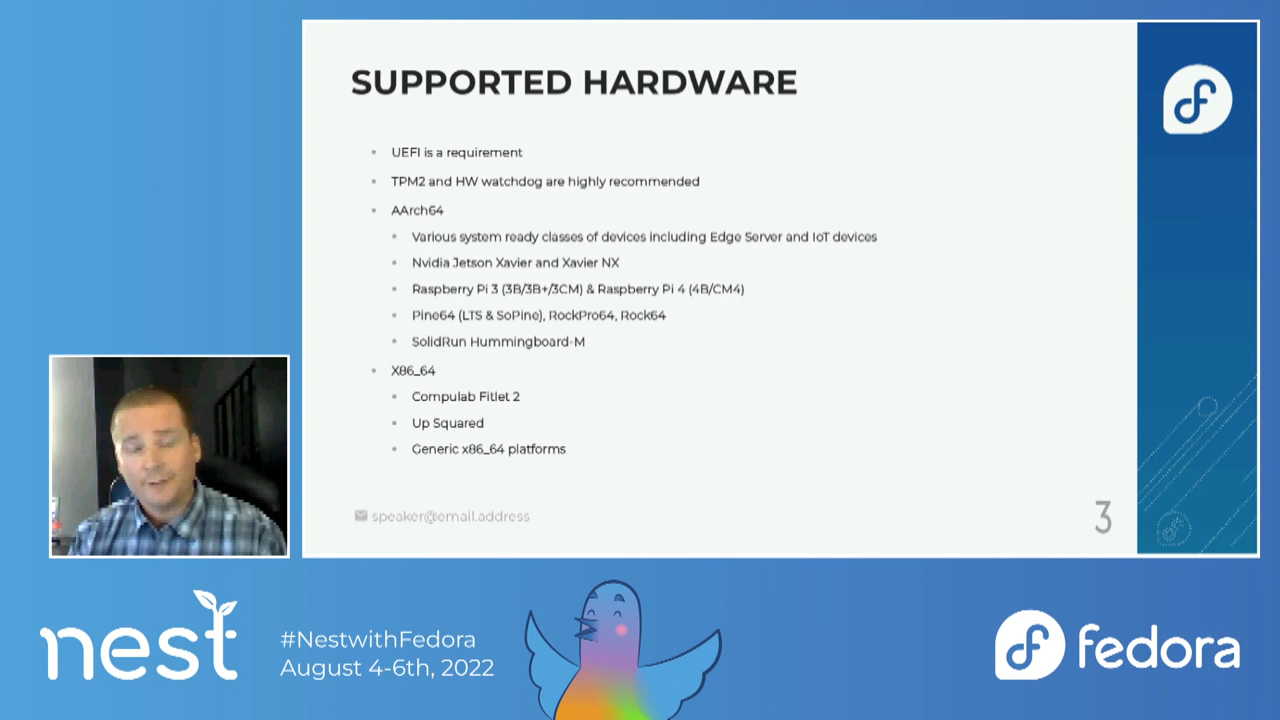 SUPPORTED HARDWARE
UEFI is a requirement
TPM2 and HW watchdog are highly recommended
AArch64
Various system ready classes of devices including Edge Server and IoT devices
Nvidia Jetson Xavier and Xavier NX
Raspberry Pi 3 (3B/3B+/3CM) & Raspberry Pi 4 (4B/CM4)
Pine64 (LTS & SoPine), RockPro64, Rock64
SolidRun Hummingboard-M
X86_64
Compulab Fitlet 2
Up Squared
Generic x86_64 platforms
speaker@email.address
3
nest
#NestwithFedora
August 4-6th, 2022
fedora